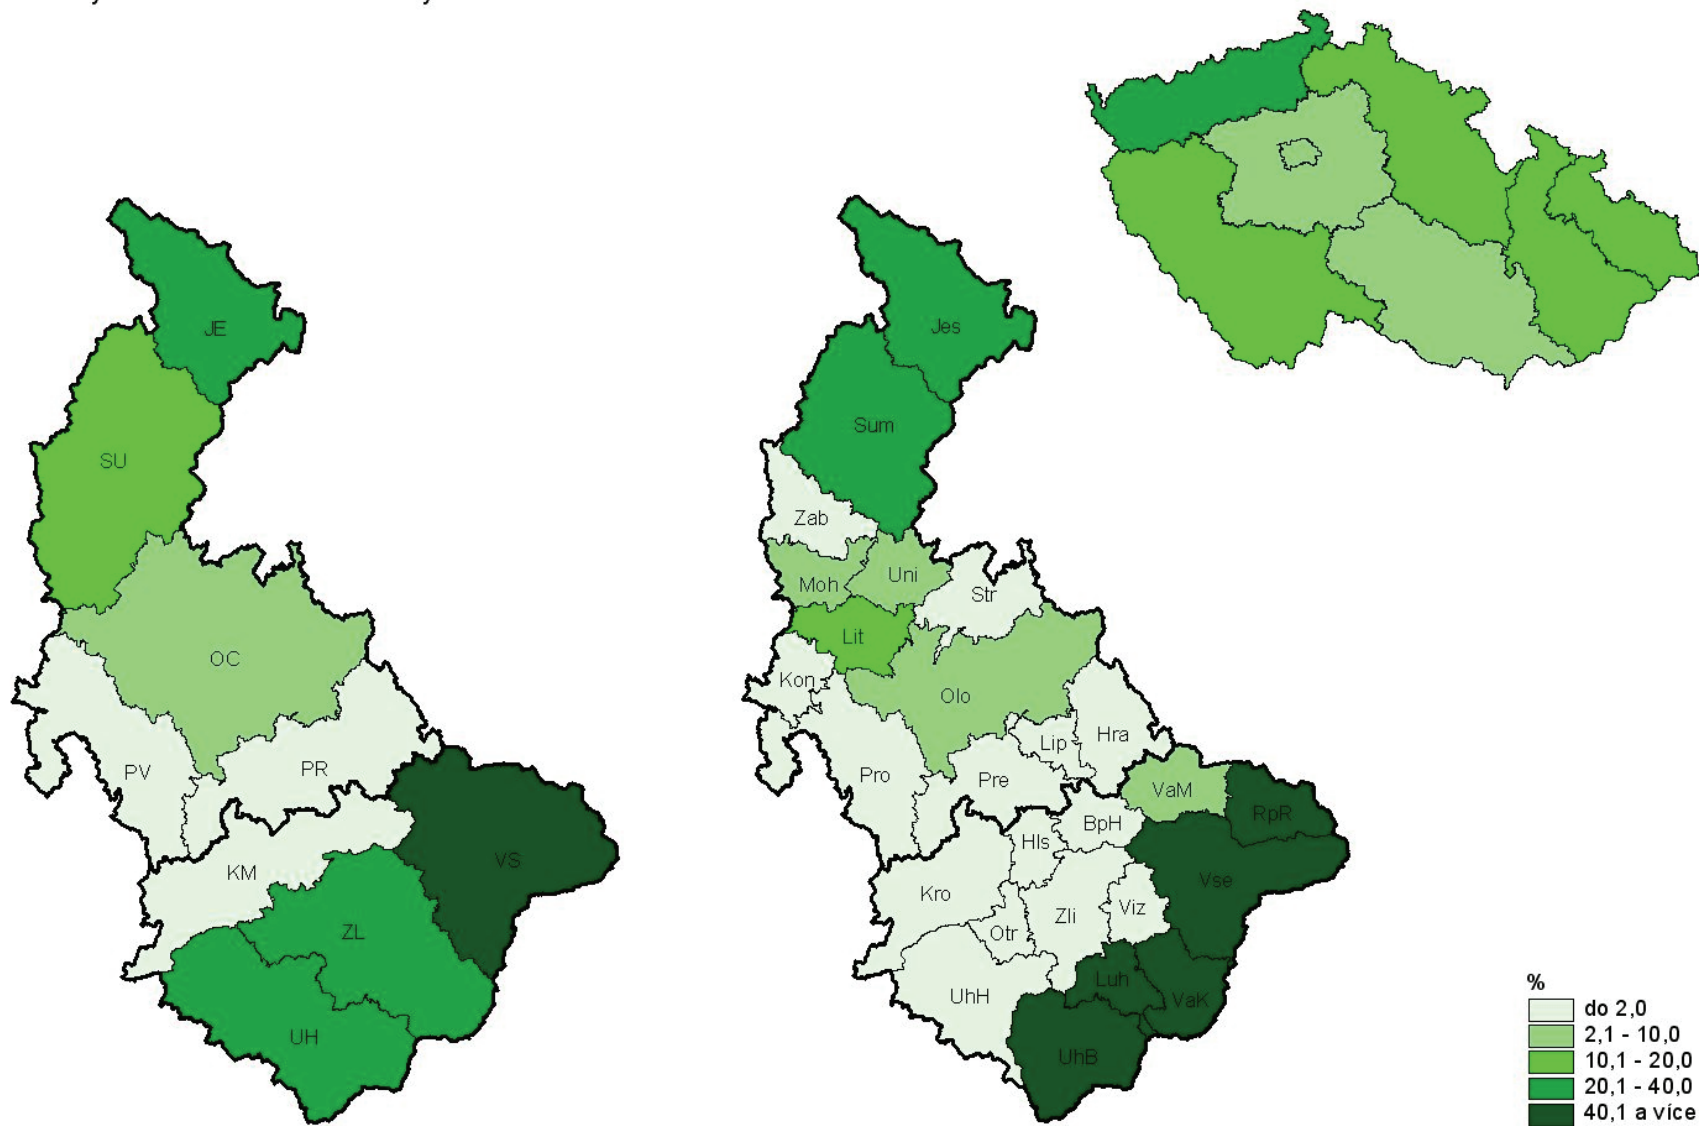 JE
SU
OC
PV
PR
KM
VS
ZL
UH
Jes
Sum
Zab
Moh
Uni
Str
Lit
Kon
Olo
Lip
Hra
Pro
Pre
VaM
RpR
BpH
Hls
Kro
Vse
Zli
Viz
Otr
UhH
Luh
VaK
UhB
%
do 2,0
2,1 - 10,0
10,1 - 20,0
20,1 - 40,0
40,1 a více